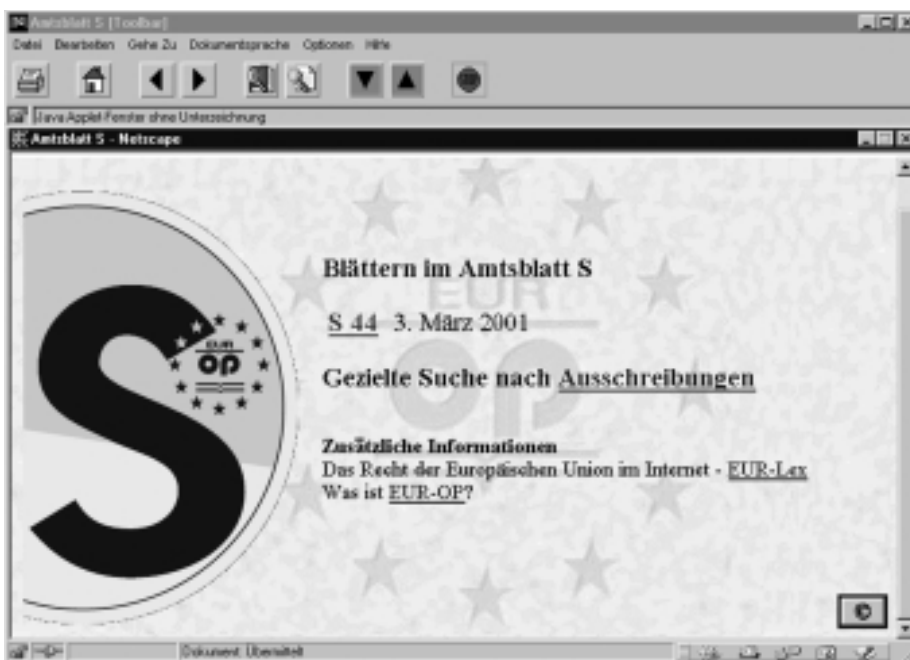 Amtsblatt S [Toolbar]
Datei Bearbeiten Gehe Zu Dokumentsprache Optionen Hilfe
Java Applet-Fenster ohne Unterzeichnung
Amtsblatt S - Netscape
EUR
OP
EUR
OP
S
Blättern im Amtsblatt S
S 44 3. März 2001
Gezielte Suche nach Ausschreibungen
Zusätzliche Informationen
Das Recht der Europäischen Union im Internet - EUR-Lex
Was ist EUR-OP?
©
Dokument: Übermittelt